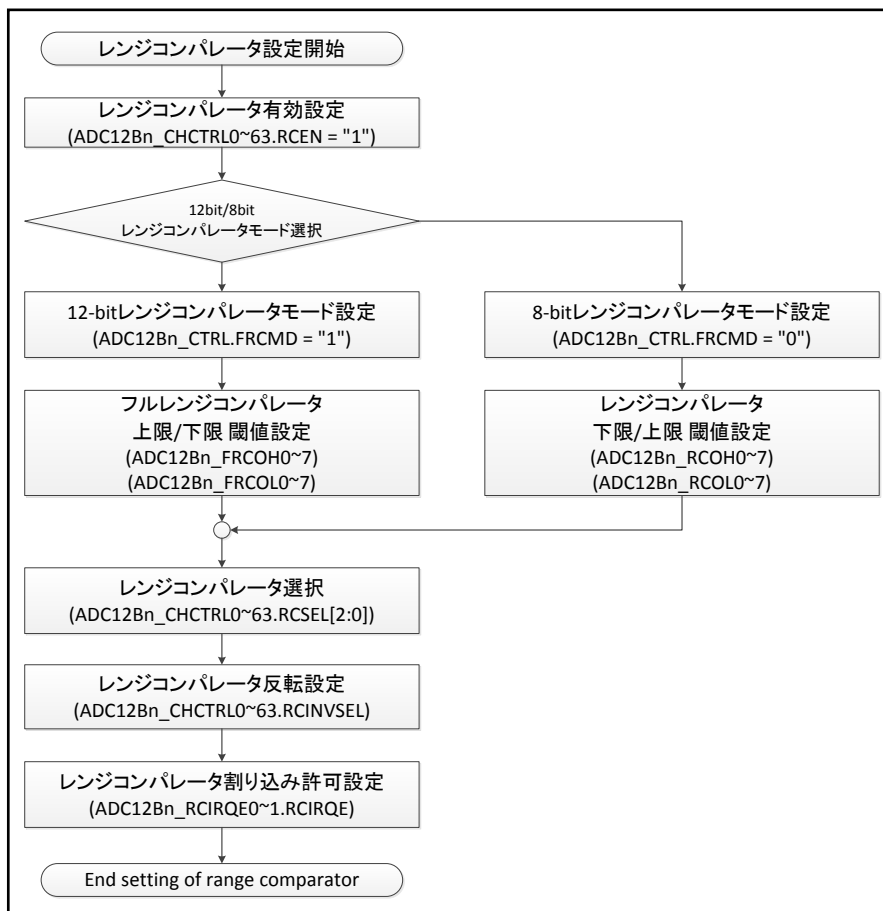 レンジコンパレータ設定開始
レンジコンパレータ有効設定
(ADC12Bn_CHCTRL0~63.RCEN = "1")
12bit/8bit
レンジコンパレータモード選択
12-bitレンジコンパレータモード設定
(ADC12Bn_CTRL.FRCMD = "1")
8-bitレンジコンパレータモード設定
(ADC12Bn_CTRL.FRCMD = "0")
フルレンジコンパレータ
上限/下限 閾値設定
(ADC12Bn_FRCOH0~7)
(ADC12Bn_FRCOL0~7)
レンジコンパレータ
下限/上限 閾値設定
(ADC12Bn_RCOH0~7)
(ADC12Bn_RCOL0~7)
レンジコンパレータ選択
(ADC12Bn_CHCTRL0~63.RCSEL[2:0])
レンジコンパレータ反転設定
(ADC12Bn_CHCTRL0~63.RCINVSEL)
レンジコンパレータ割り込み許可設定
(ADC12Bn_RCIRQE0~1.RCIRQE)
End setting of range comparator